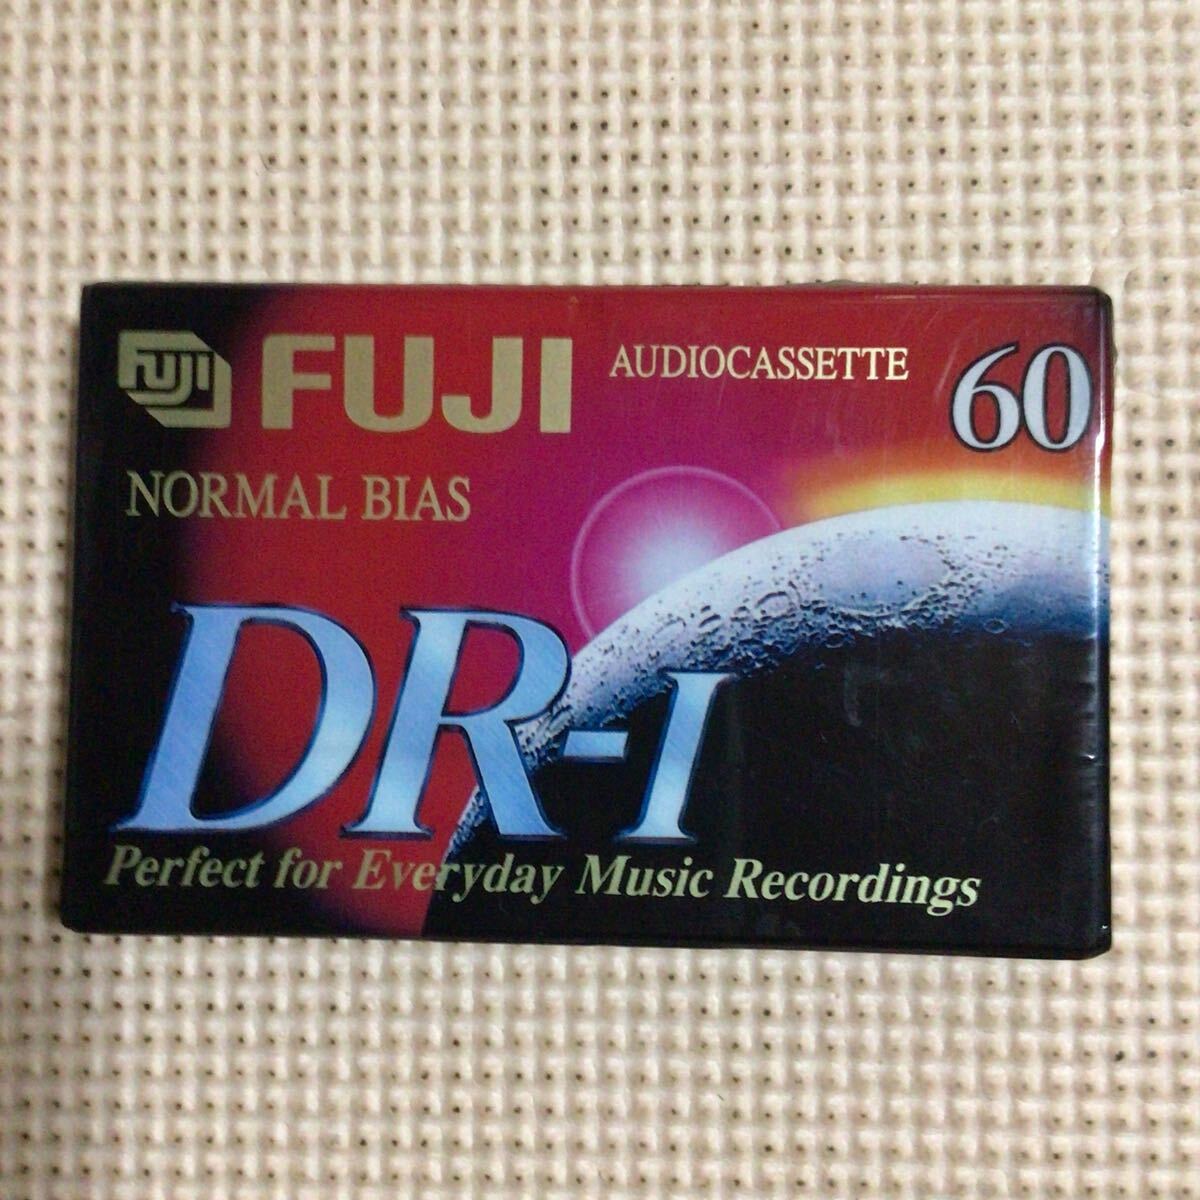 FUJI FUJI AUDIOCASSETTE 60
NORMAL BIAS
DR-I
Perfect for Everyday Music Recordings